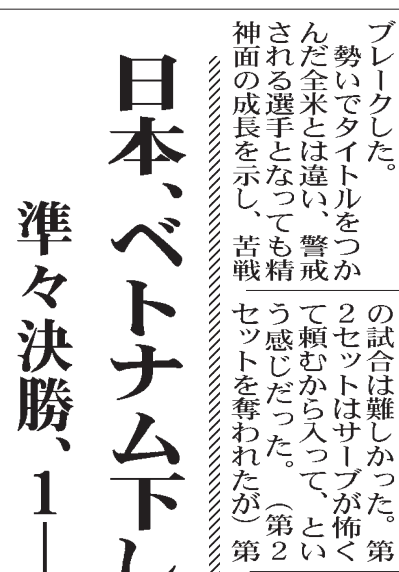 ブレークした。
勢いでタイトルをつか
んだ全米とは違い、警戒
される選手となっても精
神面の成長を示し、苦戦
の試合は難しかった。第
2セットはサーブが怖く
て頼むから入って、とい
う感じだった。(第2
セットを奪われたが)第
日本、ベトナム下し
準々決勝、1―